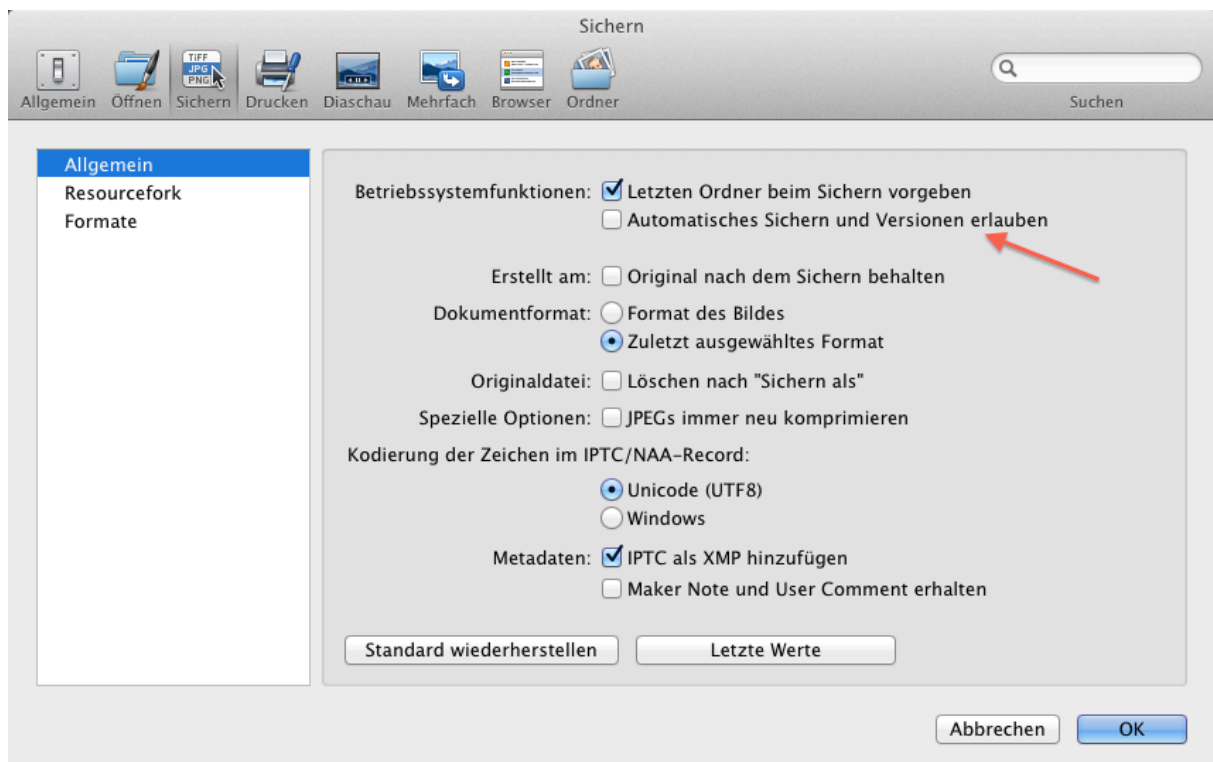 Sichern
TIFF
JPG
PNG
Allgemein Öffnen Sichern Drucken Diaschau Mehrfach Browser Ordner Suchen
Allgemein
Resourcefork
Formate
Betriebssystemfunktionen: Letzten Ordner beim Sichern vorgeben
Automatisches Sichern und Versionen erlauben
Erstellt am: Original nach dem Sichern behalten
Dokumentformat: Format des Bildes
Zuletzt ausgewähltes Format
Originaldatei: Löschen nach "Sichern als"
Spezielle Optionen: JPEGs immer neu komprimieren
Kodierung der Zeichen im IPTC/NAA-Record:
Unicode (UTF8)
Windows
Metadaten: IPTC als XMP hinzufügen
Maker Note und User Comment erhalten
Standard wiederherstellen Letzte Werte
Abbrechen OK